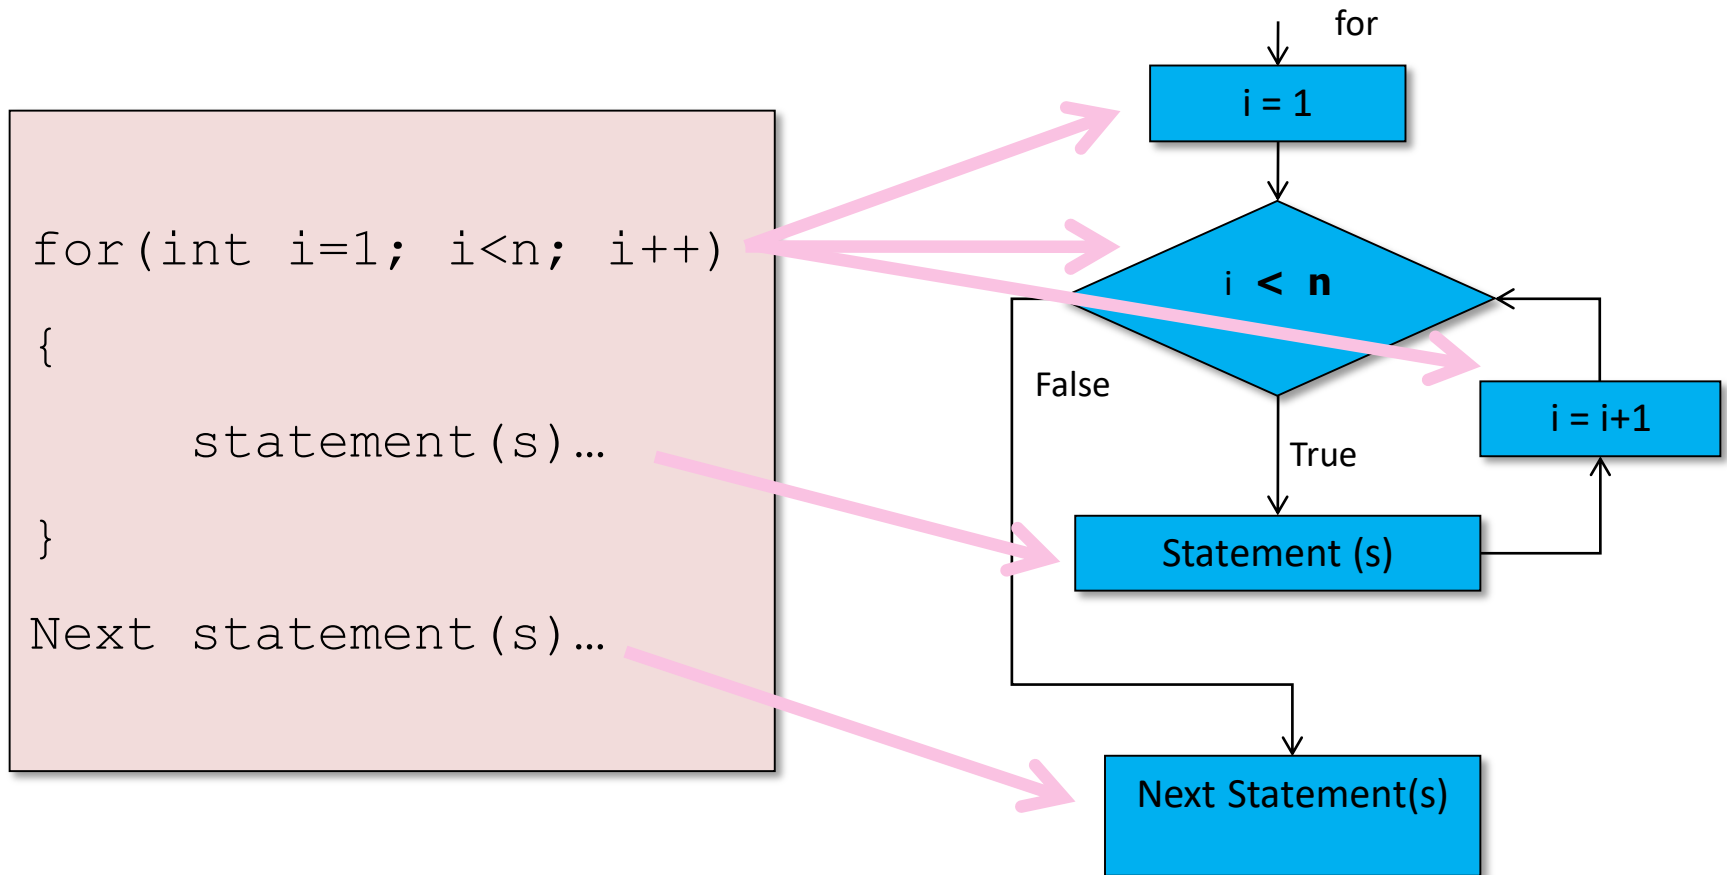 for(int i=1; i<n; i++)
{
statement(s)…
}
Next statement(s)…
for
i = 1
i < n
False
True
i = i+1
Statement (s)
Next Statement(s)